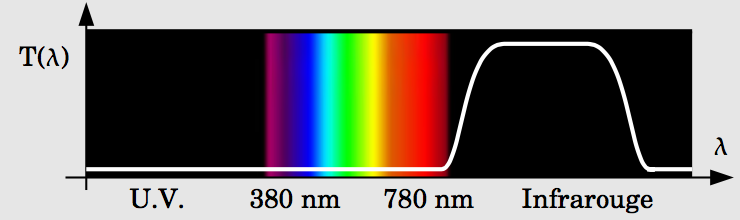 T(λ)
λ
U.V. 380 nm 780 nm Infrarouge